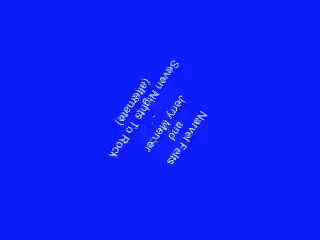 Narvel Felts
and
Jerry Mercer
. . .
Seven Nights To Rock
(alternate)